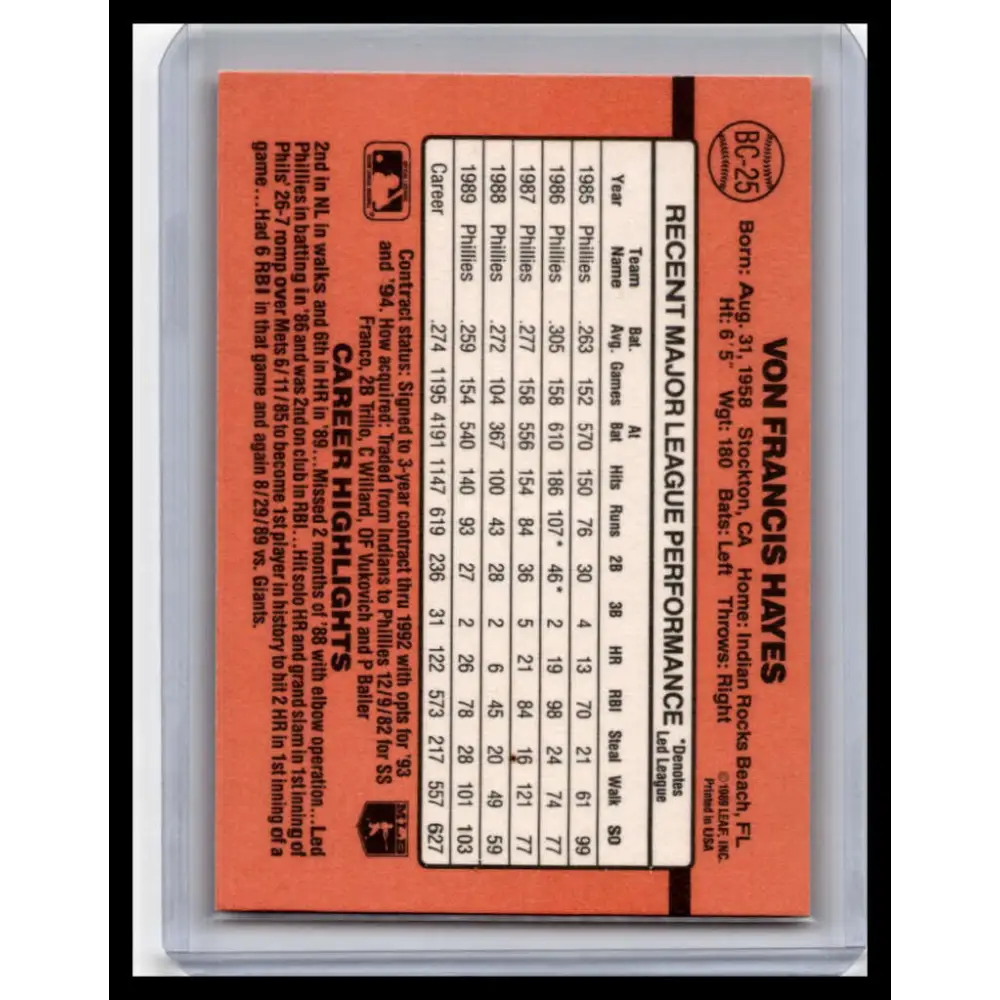 BC-25
VON FRANCIS HAYES
Born: Aug. 31, 1958 Stockton, CA Home: Indian Rocks Beach, FL
Ht: 6'5" Wgt: 180 Bats: Left Throws: Right
©1989 LEAF, INC.
Printed in USA
RECENT MAJOR LEAGUE PERFORMANCE *Denotes Led League
Year Team Name Bat. Avg. Games At Bat Hits Runs 2B 3B HR RBI Steal Walk SO
1985 Phillies .263 152 570 150 76 30 4 13 70 21 61 99
1986 Phillies .305 158 610 186 107* 46* 2 19 98 24 74 77
1987 Phillies .277 158 556 154 84 36 5 21 84 16 121 77
1988 Phillies .272 104 367 100 43 28 2 6 45 20 49 59
1989 Phillies .259 154 540 140 93 27 2 26 78 28 101 103
Career .274 1195 4191 1147 619 236 31 122 573 217 557 627
Contract status: Signed to 3-year contract thru 1992 with opts for '93
and '94. How acquired: Traded from Indians to Phillies 12/9/82 for SS
Franco, 2B Trillo, C Willard, OF Vukovich and P Baller
MLB
CAREER HIGHLIGHTS
2nd in NL in walks and 6th in HR in '89...Missed 2 months of '88 with elbow operation...Led
Phillies in batting in '86 and was 2nd on club in RBI...Hit solo HR and grand slam in 1st inning of
Phils' 26-7 romp over Mets 6/11/85 to become 1st player in history to hit 2 HR in 1st inning of a
game...Had 6 RBI in that game and again 8/29/89 vs. Giants.